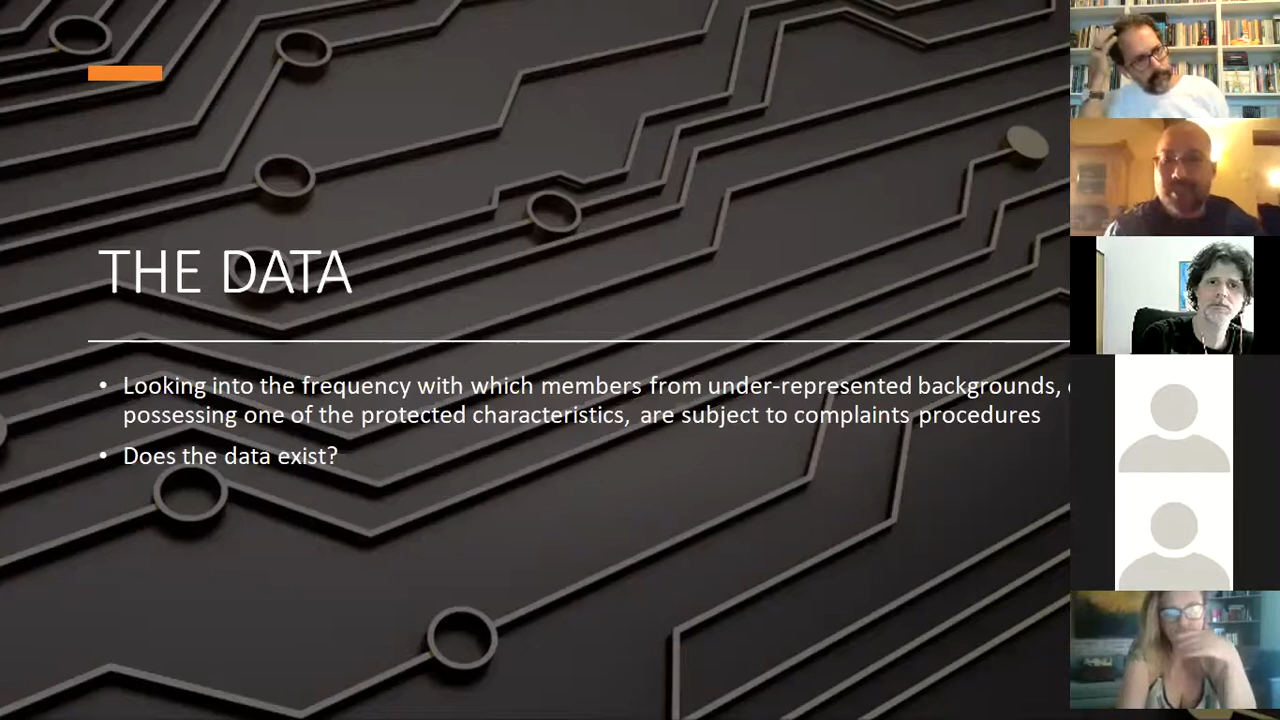 THE DATA
• Looking into the frequency with which members from under-represented backgrounds,
possessing one of the protected characteristics, are subject to complaints procedures
• Does the data exist?